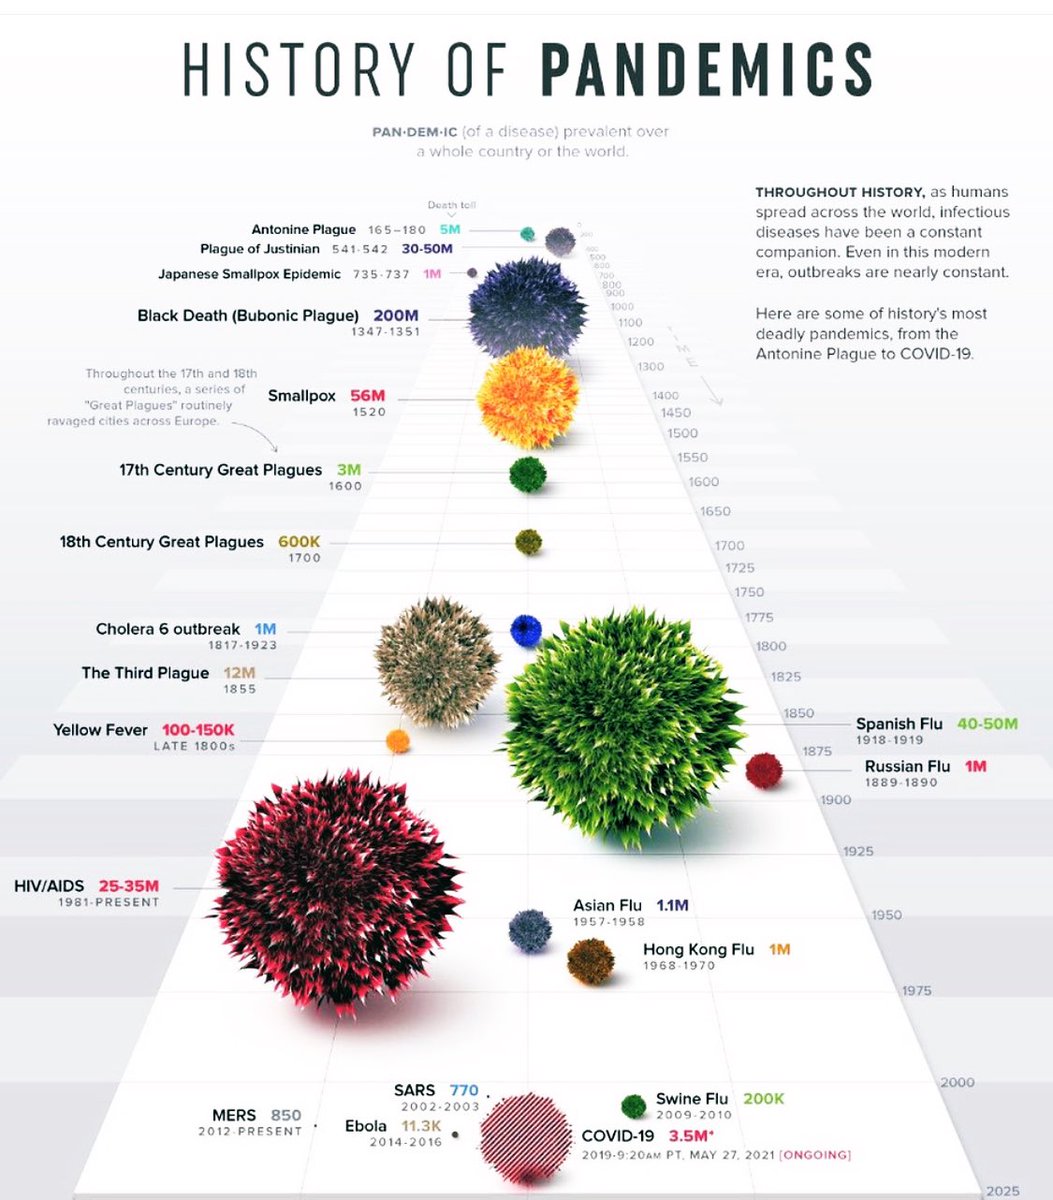 HISTORY OF PANDEMICS
PAN·DEM·IC (of a disease) prevalent over
a whole country or the world.
THROUGHOUT HISTORY, as humans
spread across the world, infectious
diseases have been a constant
companion. Even in this modern
era, outbreaks are nearly constant.
Here are some of history's most
deadly pandemics, from the
Antonine Plague to COVID-19.
Death toll
Antonine Plague 165–180 5M
Plague of Justinian 541-542 30-50M
Japanese Smallpox Epidemic 735-737 1M
Black Death (Bubonic Plague) 200M
1347-1351
Throughout the 17th and 18th
centuries, a series of
"Great Plagues" routinely
ravaged cities across Europe.
Smallpox 56M
1520
17th Century Great Plagues 3M
1600
18th Century Great Plagues 600K
1700
Cholera 6 outbreak 1M
1817-1923
The Third Plague 12M
1855
Yellow Fever 100-150K
LATE 1800s
Spanish Flu 40-50M
1918-1919
Russian Flu 1M
1889-1890
HIV/AIDS 25-35M
1981-PRESENT
Asian Flu 1.1M
1957-1958
Hong Kong Flu 1M
1968-1970
SARS 770
2002-2003
MERS 850
2012-PRESENT
Ebola 11.3K
2014-2016
Swine Flu 200K
2009-2010
COVID-19 3.5M*
2019-9:20AM PT, MAY 27, 2021 [ONGOING]
TIME
0
200
400
500
600
700
800
900
1000
1100
1200
1300
1400
1450
1500
1550
1600
1650
1700
1725
1750
1775
1800
1825
1850
1875
1900
1925
1950
1975
2000
2025